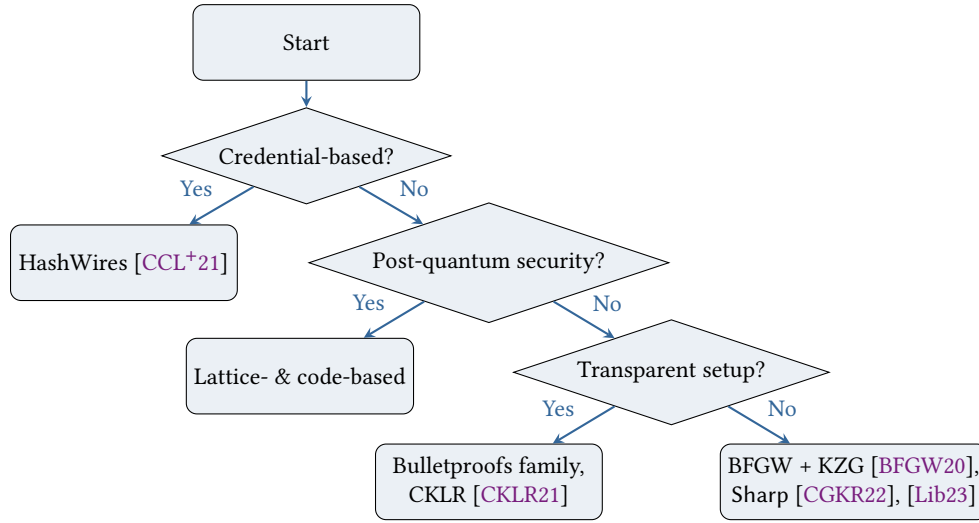 Start
Credential-based?
Yes
No
HashWires [CCL+21]
Post-quantum security?
Yes
No
Lattice- & code-based
Transparent setup?
Yes
No
Bulletproofs family,
CKLR [CKLR21]
BFGW + KZG [BFGW20],
Sharp [CGKR22], [Lib23]